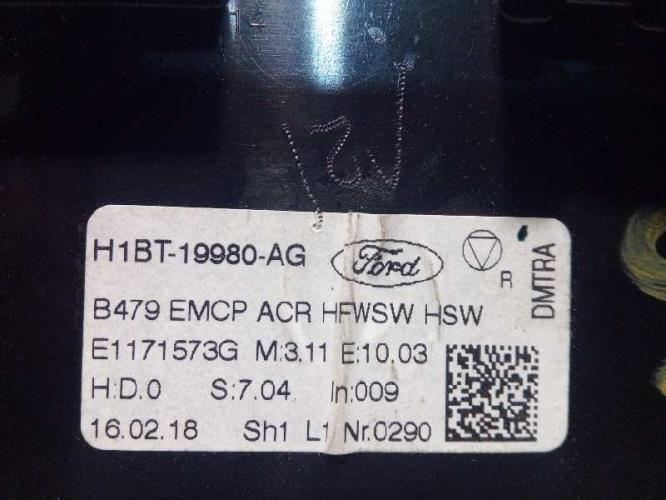 H1BT-19980-AG Ford R DMTRA
B479 EMCP ACR HFWSW HSW
E1171573G M:3.11 E:10.03
H:D.0 S:7.04 In:009
16.02.18 Sh1 L1 Nr.0290